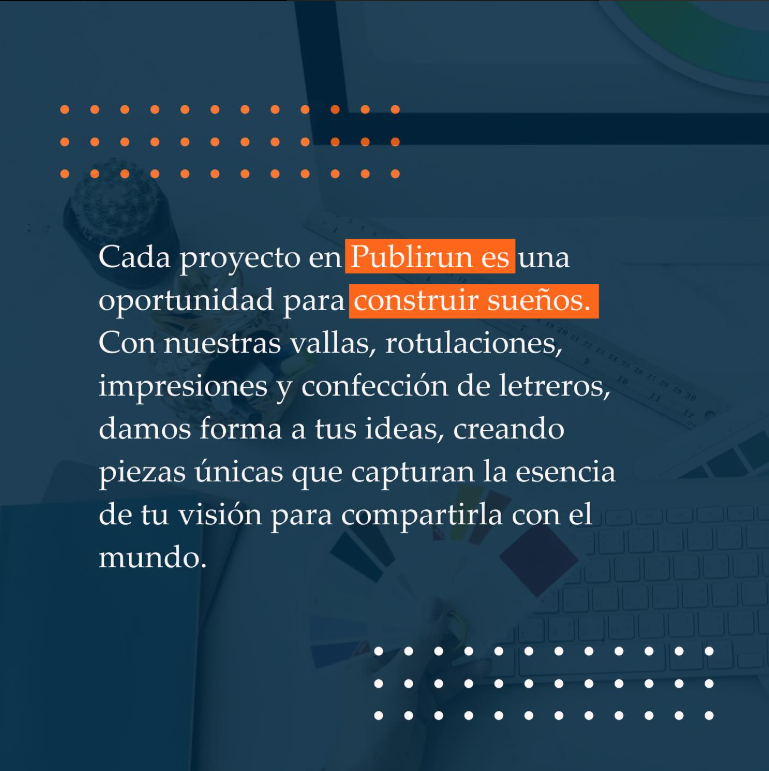 Cada proyecto en Publirun es una
oportunidad para construir sueños.
Con nuestras vallas, rotulaciones,
impresiones y confección de letreros,
damos forma a tus ideas, creando
piezas únicas que capturan la esencia
de tu visión para compartirla con el
mundo.